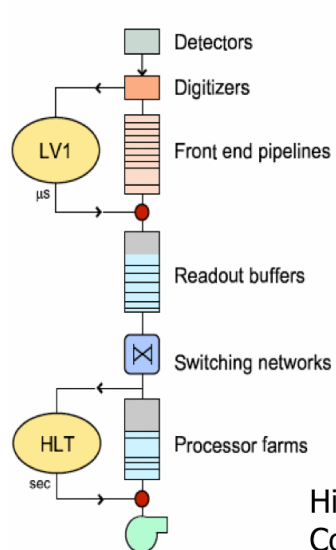 Detectors
Digitizers
LV1
Front end pipelines
μs
Readout buffers
Switching networks
HLT
Processor farms
sec
Hi
Co